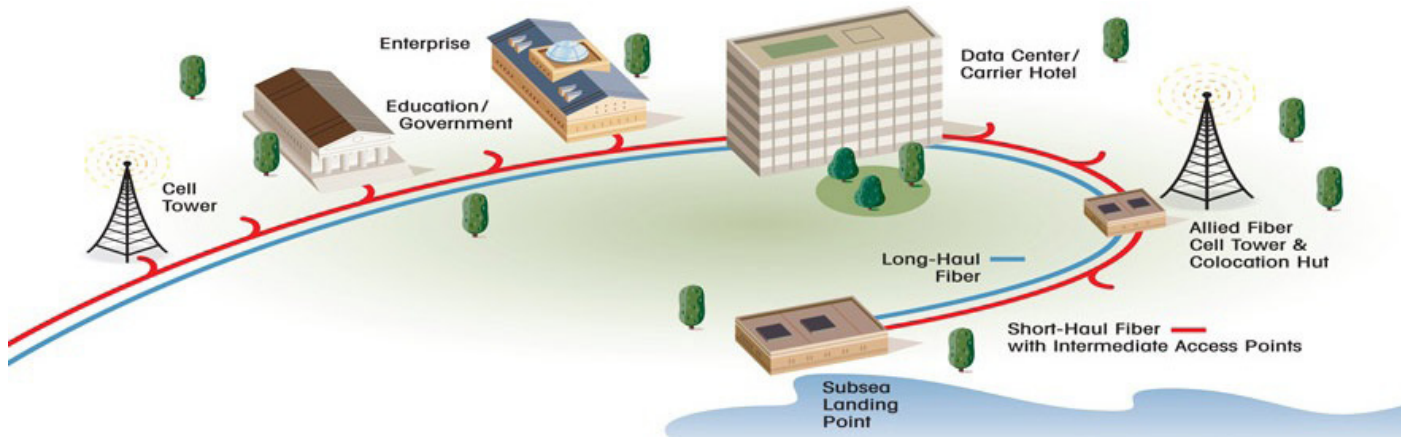 Enterprise
Education/
Government
Cell
Tower
Data Center/
Carrier Hotel
Allied Fiber
Cell Tower &
Colocation Hut
Long-Haul
Fiber
Short-Haul Fiber
with Intermediate Access Points
Subsea
Landing
Point